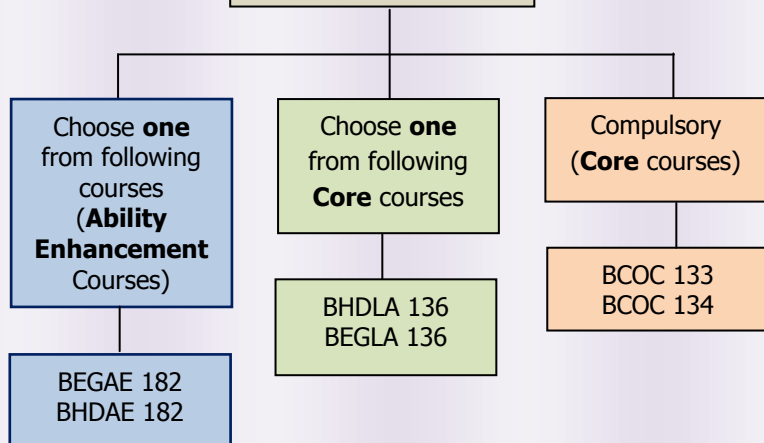 Choose one
from following
courses
(Ability
Enhancement
Courses)
BEGAE 182
BHDAE 182
Choose one
from following
Core courses
BHDLA 136
BEGLA 136
Compulsory
(Core courses)
BCOC 133
BCOC 134